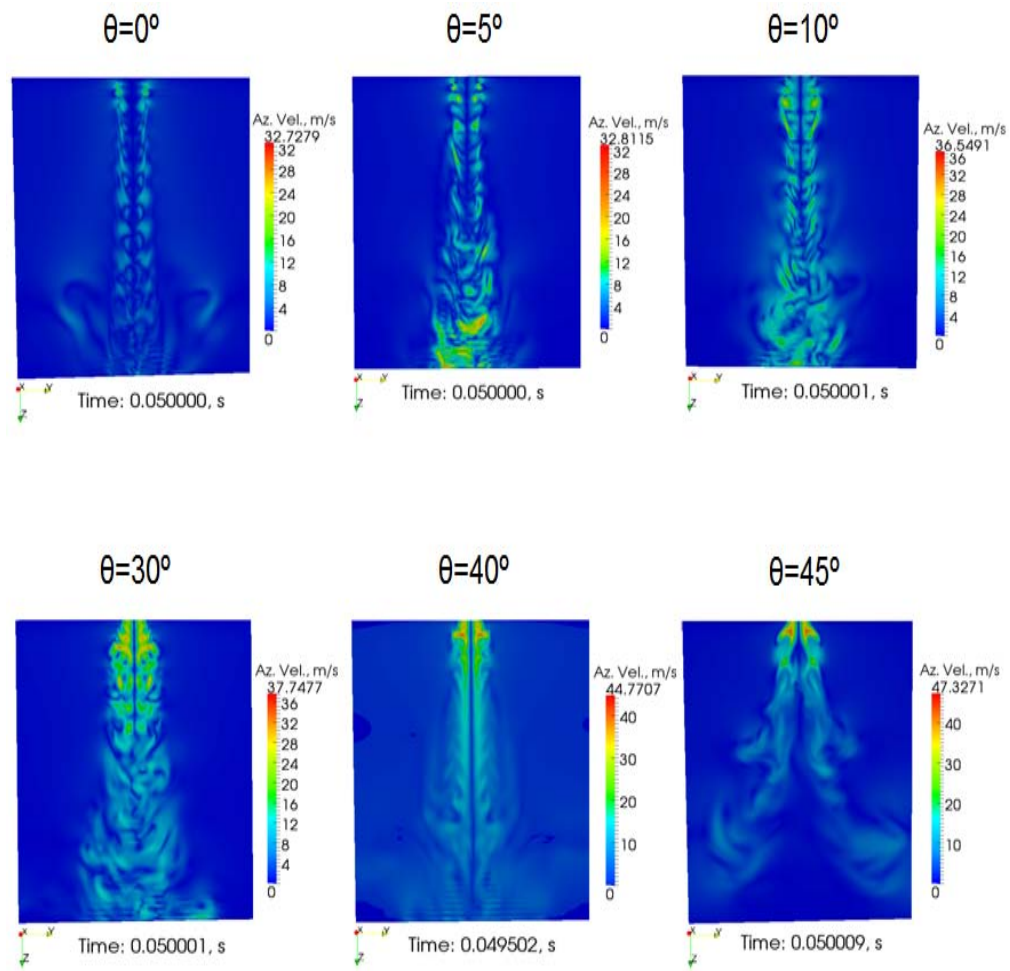 θ=0º
Az. Vel., m/s
32.7279
32
28
24
20
16
12
8
4
0
X Y
Z
Time: 0.050000, s
θ=5º
Az. Vel., m/s
32.8115
32
28
24
20
16
12
8
4
0
X Y
Z
Time: 0.050000, s
θ=10º
Az. Vel., m/s
36.5491
36
32
28
24
20
16
12
8
4
0
X Y
Z
Time: 0.050001, s
θ=30º
Az. Vel., m/s
37.7477
36
32
28
24
20
16
12
8
4
0
X Y
Z
Time: 0.050001, s
θ=40º
Az. Vel., m/s
44.7707
40
30
20
10
0
X Y
Z
Time: 0.049502, s
θ=45º
Az. Vel., m/s
47.3271
40
30
20
10
0
X Y
Z
Time: 0.050009, s